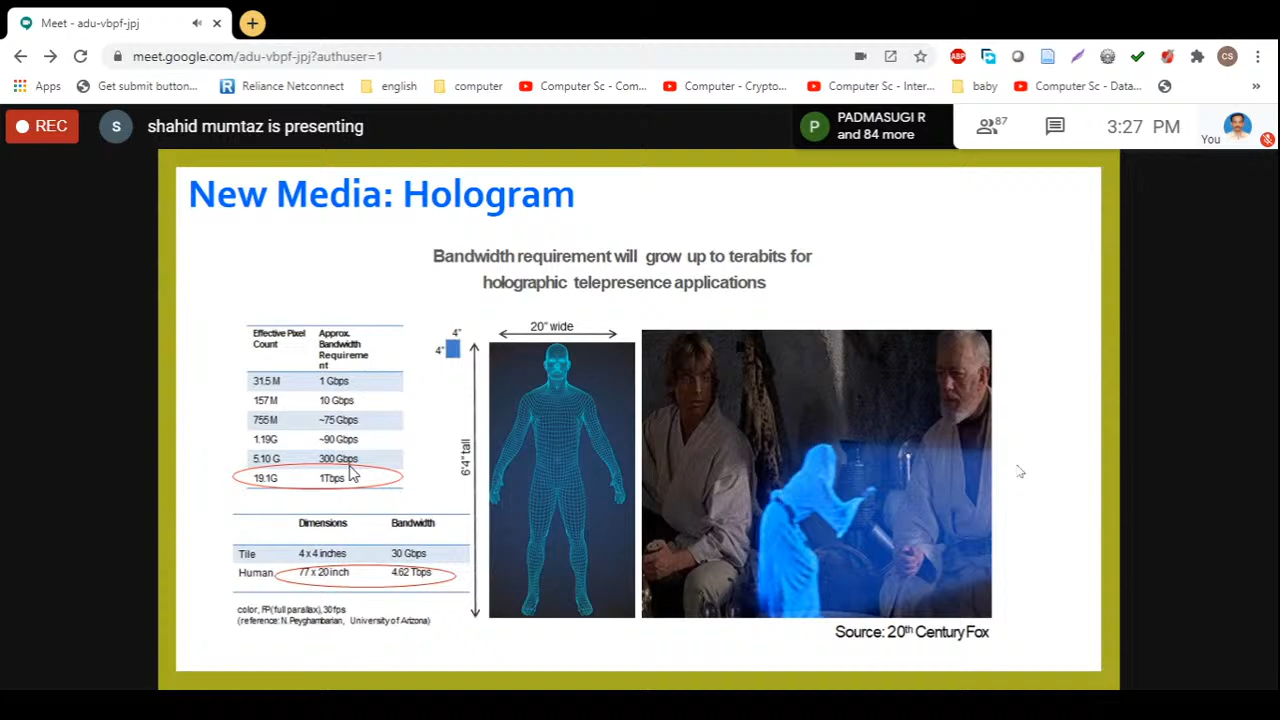 Meet - adu-vbpf-jpj
meet.google.com/adu-vbpf-jpj?authuser=1
ABP
CS
Apps
Get submit button...
Reliance Netconnect
english
computer
Computer Sc - Com...
Computer - Crypto...
Computer Sc - Inter...
baby
Computer Sc - Data...
REC
S
shahid mumtaz is presenting
P
PADMASUGI R
and 84 more
87
3:27 PM
You
New Media: Hologram
Bandwidth requirement will grow up to terabits for
holographic telepresence applications
Effective Pixel Count Approx. Bandwidth Requireme nt
31.5 M 1 Gbps
157 M 10 Gbps
755 M ~75 Gbps
1.19G ~90 Gbps
5.10 G 300 Gbps
19.1G 1Tbps
4"
4"
20" wide
6'4" tall
Dimensions Bandwidth
Tile 4 x 4 inches 30 Gbps
Human 77 x 20 inch 4.62 Tbps
color, FP(full parallax), 30 fps
(reference: N. Peyghambarian, University of Arizona)
Source: 20th Century Fox